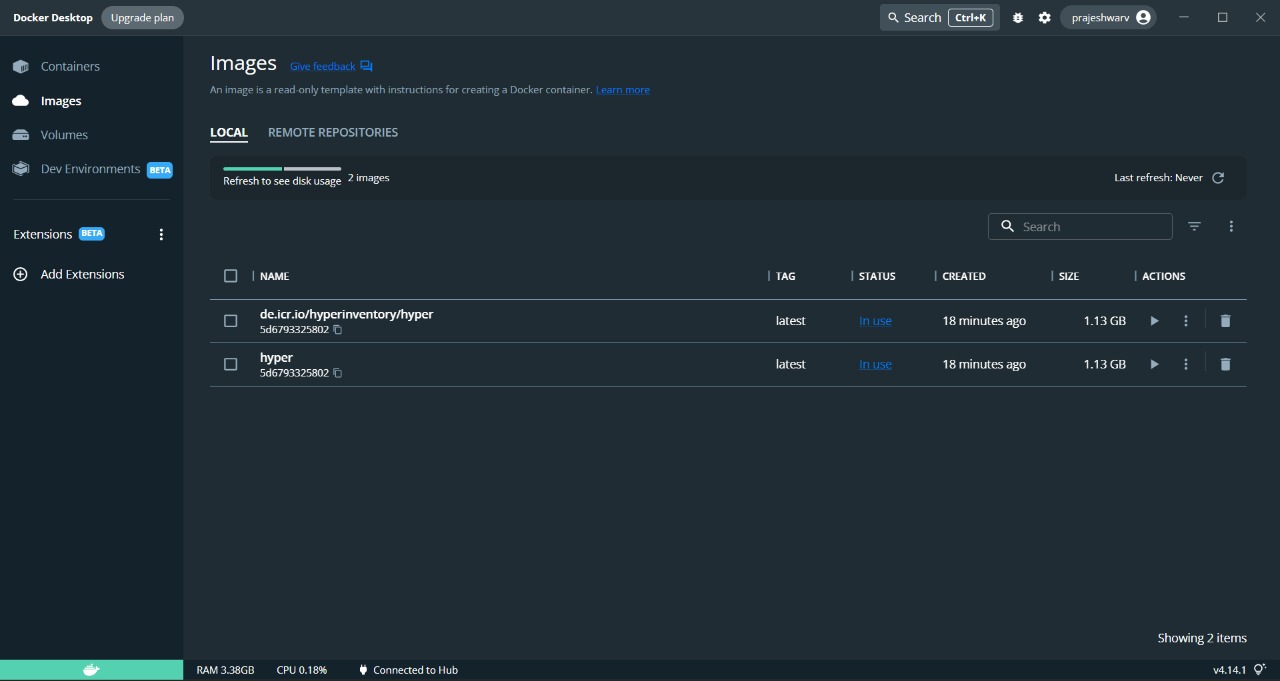 Docker Desktop Upgrade plan Search Ctrl+K prajeshwarv
Containers
Images
Volumes
Dev Environments BETA
Extensions BETA
Add Extensions
Images Give feedback
An image is a read-only template with instructions for creating a Docker container. Learn more
LOCAL REMOTE REPOSITORIES
Refresh to see disk usage 2 images Last refresh: Never
Search
NAME TAG STATUS CREATED SIZE ACTIONS
de.icr.io/hyperinventory/hyper latest In use 18 minutes ago 1.13 GB
5d6793325802
hyper latest In use 18 minutes ago 1.13 GB
5d6793325802
Showing 2 items
RAM 3.38GB CPU 0.18% Connected to Hub v4.14.1